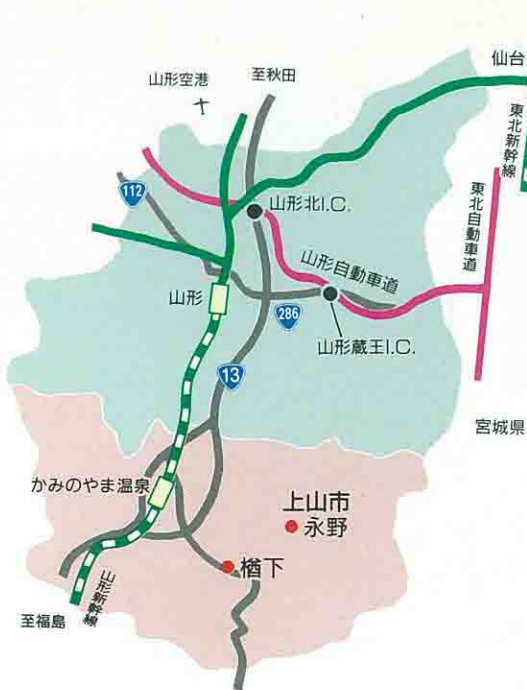 仙台
山形空港
至秋田
東北新幹線
112
山形北I.C.
東北自動車道
山形自動車道
山形
286
山形蔵王I.C.
13
宮城県
かみのやま温泉
上山市
永野
楢下
山形新幹線
至福島